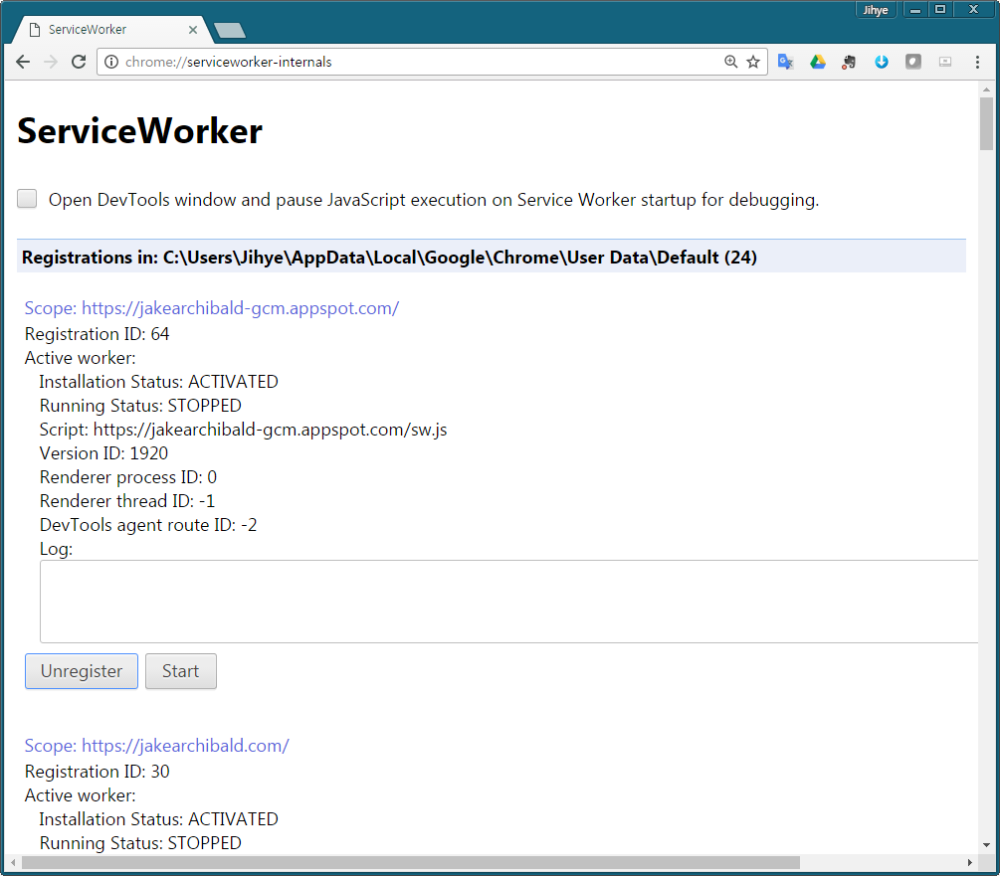 Jihye
ServiceWorker
chrome://serviceworker-internals
ServiceWorker
Open DevTools window and pause JavaScript execution on Service Worker startup for debugging.
Registrations in: C:\Users\Jihye\AppData\Local\Google\Chrome\User Data\Default (24)
Scope: https://jakearchibald-gcm.appspot.com/
Registration ID: 64
Active worker:
Installation Status: ACTIVATED
Running Status: STOPPED
Script: https://jakearchibald-gcm.appspot.com/sw.js
Version ID: 1920
Renderer process ID: 0
Renderer thread ID: -1
DevTools agent route ID: -2
Log:
Unregister Start
Scope: https://jakearchibald.com/
Registration ID: 30
Active worker:
Installation Status: ACTIVATED
Running Status: STOPPED